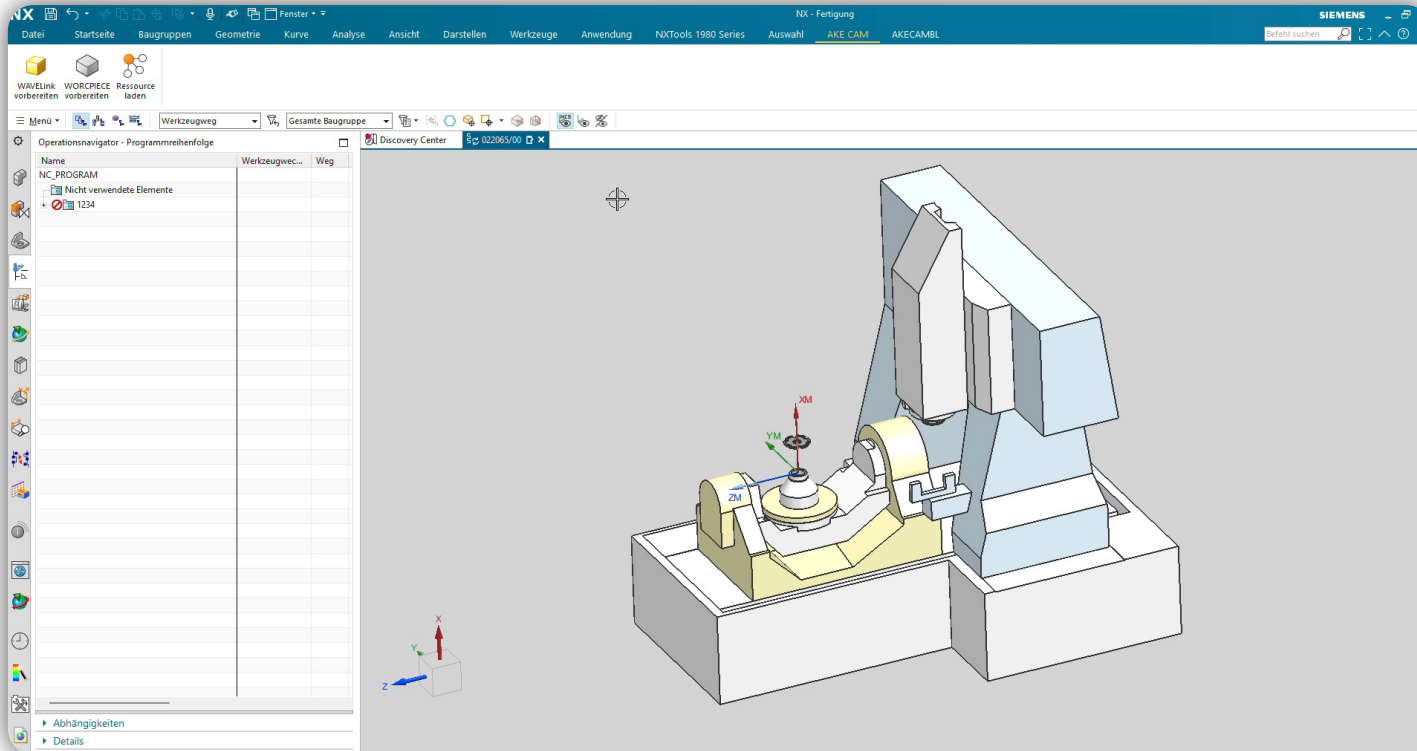 NX Fenster NX - Fertigung SIEMENS
Datei Startseite Baugruppen Geometrie Kurve Analyse Ansicht Darstellen Werkzeuge Anwendung NXTools 1980 Series Auswahl AKE CAM AKECAMBL Befehl suchen
WAVELink WORCPIECE Ressource
vorbereiten vorbereiten laden
Menü Werkzeugweg Gesamte Baugruppe
Operationsnavigator - Programmreihenfolge Discovery Center 022065/00
Name Werkzeugwec... Weg
NC_PROGRAM
Nicht verwendete Elemente
1234
XM
YM
ZM
X
Y
Z
Abhängigkeiten
Details